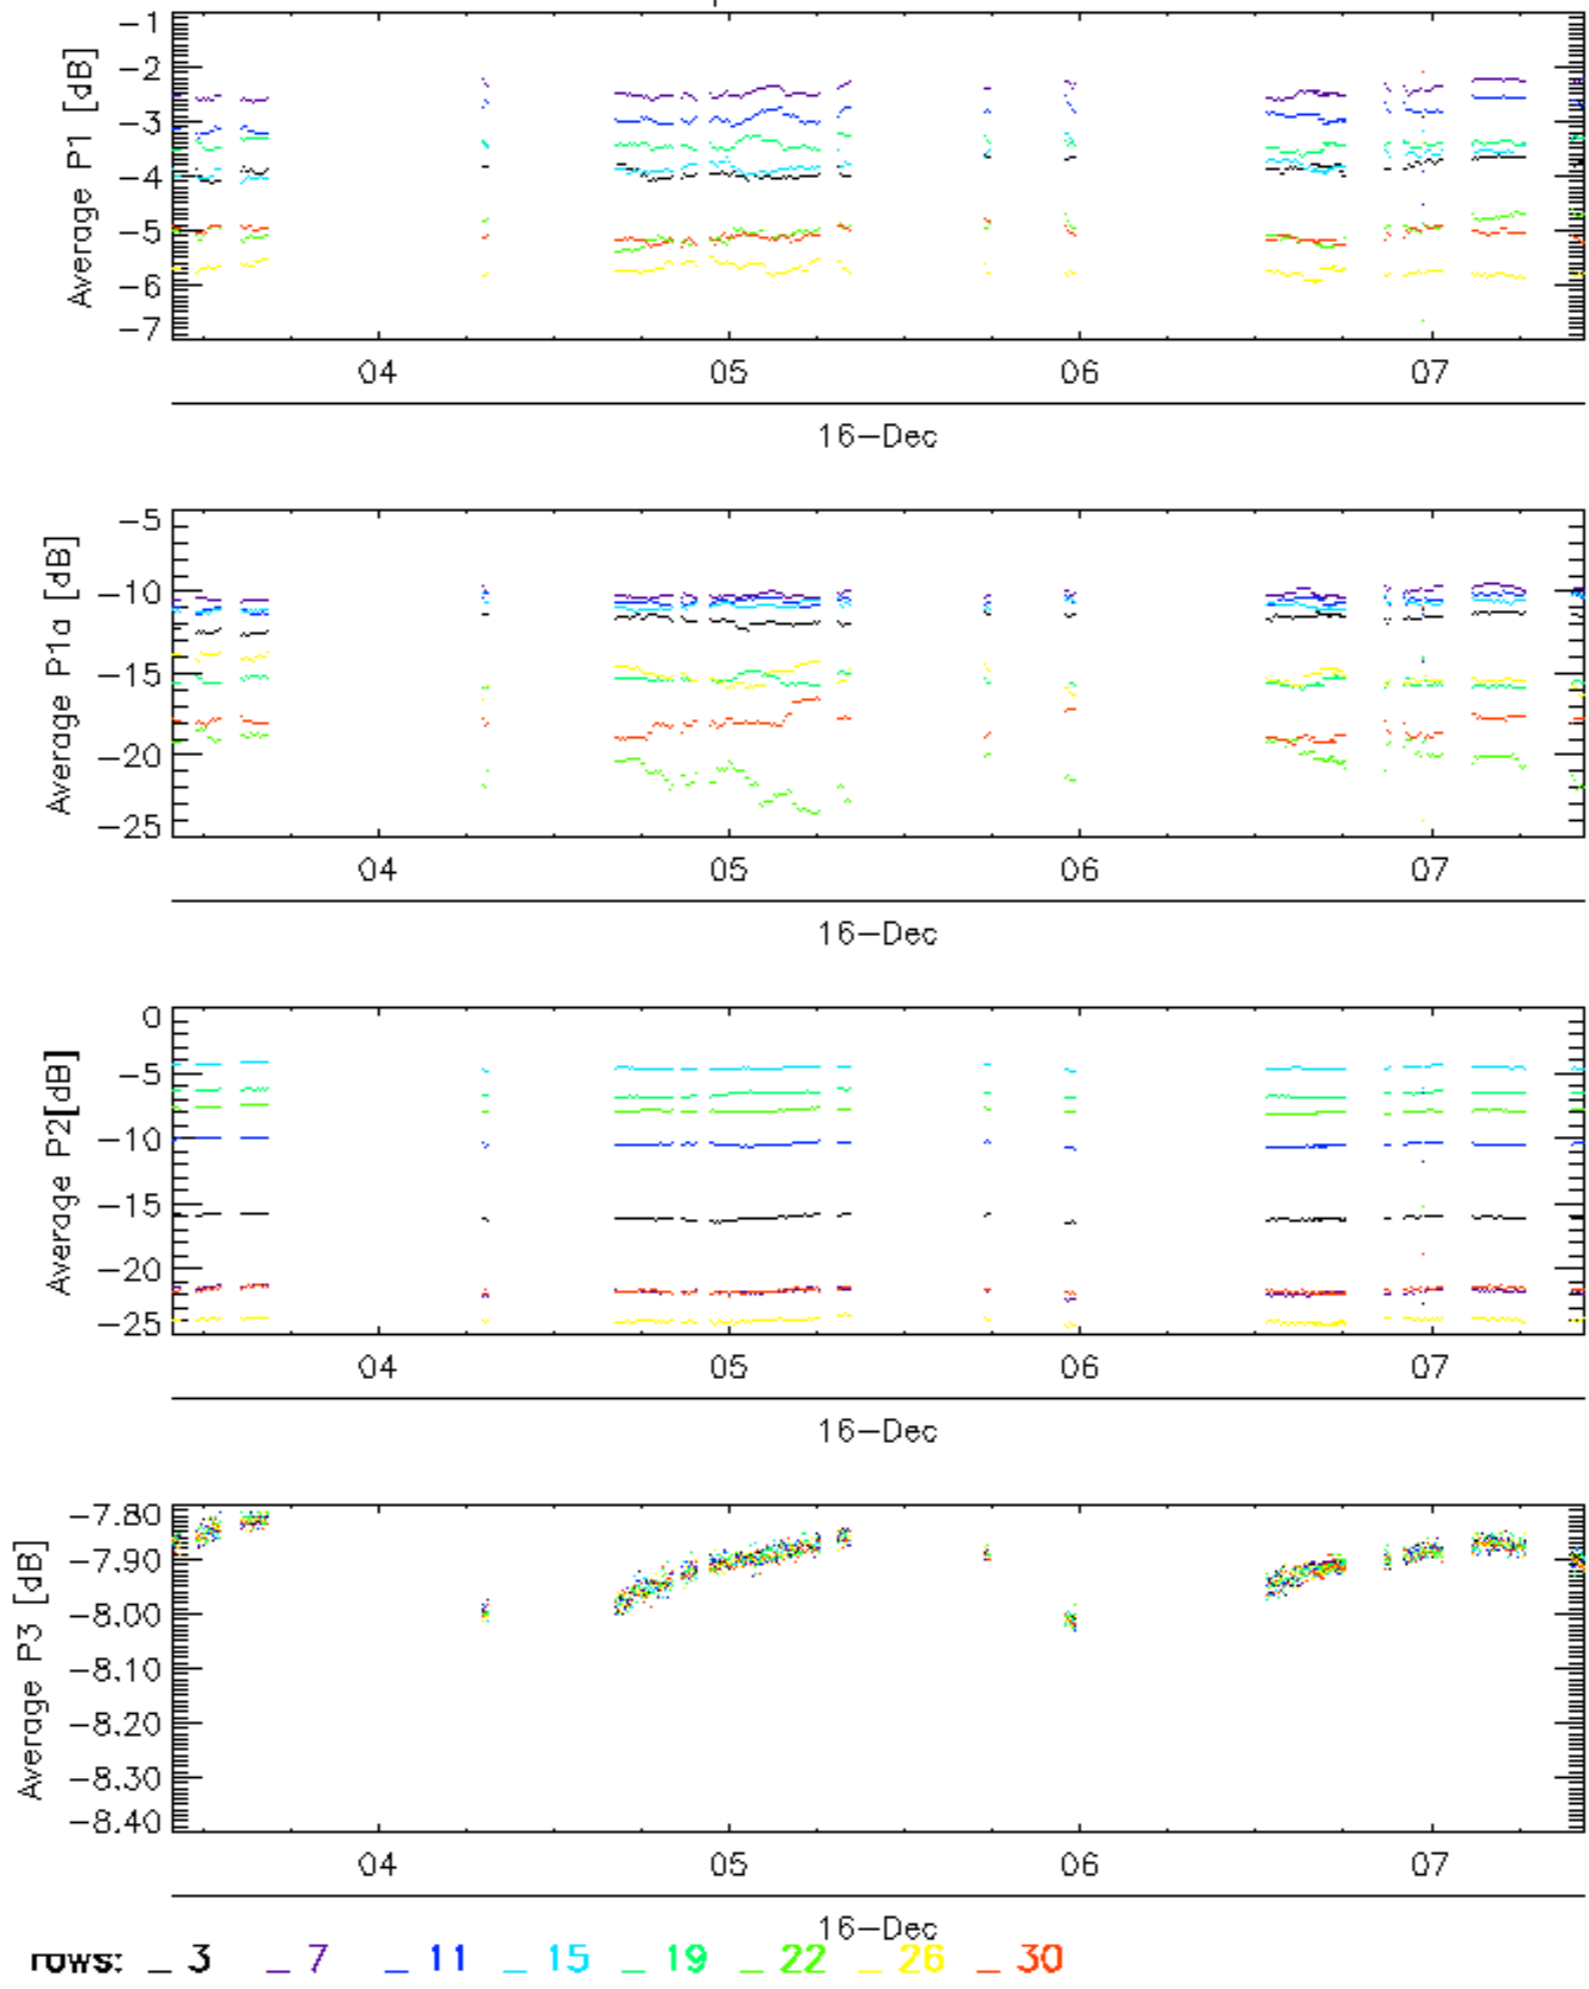 Average P1 [dB]
−1
−2
−3
−4
−5
−6
−7
04 05 06 07
16−Dec
Average P1a [dB]
−5
−10
−15
−20
−25
04 05 06 07
16−Dec
Average P2[dB]
0
−5
−10
−15
−20
−25
04 05 06 07
16−Dec
Average P3 [dB]
−7.80
−7.90
−8.00
−8.10
−8.20
−8.30
−8.40
04 05 06 07
16−Dec
rows: _ 3 _ 7 _ 11 _ 15 _ 19 _ 22 _ 26 _ 30